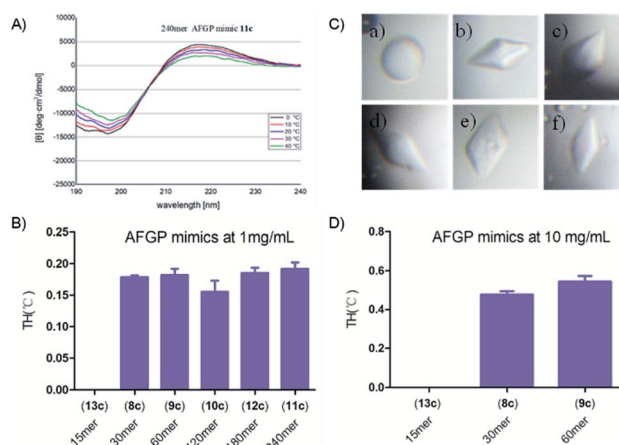 A)
240mer AFGP mimic 11c
[θ] [deg·cm²/dmol]
10000
5000
0
-5000
-10000
-15000
-20000
-25000
190 200 210 220 230 240
wavelength [nm]
0 °C
10 °C
20 °C
30 °C
40 °C
C)
a) b) c)
d) e) f)
B)
AFGP mimics at 1mg/mL
TH(°C)
0.25
0.20
0.15
0.10
0.05
0.00
(13c) (8c) (9c) (10c) (12c) (11c)
15mer 30mer 60mer 120mer 180mer 240mer
D)
AFGP mimics at 10 mg/mL
TH(°C)
0.8
0.6
0.4
0.2
0.0
(13c) (8c) (9c)
15mer 30mer 60mer